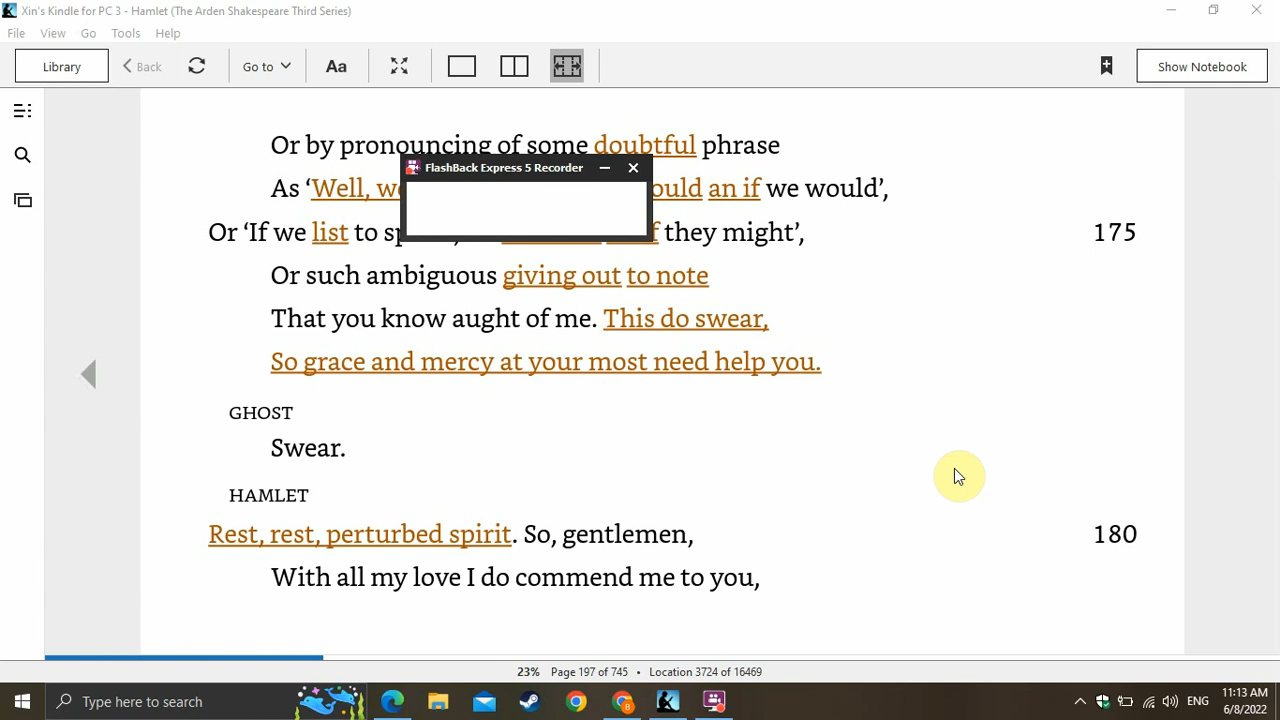 Xin's Kindle for PC 3 - Hamlet (The Arden Shakespeare Third Series)
File View Go Tools Help
Library Back Go to Aa Show Notebook
Or by pronouncing of some doubtful phrase
FlashBack Express 5 Recorder
As ‘Well, we an if we would’,
Or ‘If we list to they might’, 175
Or such ambiguous giving out to note
That you know aught of me. This do swear,
So grace and mercy at your most need help you.
GHOST
Swear.
HAMLET
Rest, rest, perturbed spirit. So, gentlemen, 180
With all my love I do commend me to you,
23% Page 197 of 745 • Location 3724 of 16469
Type here to search
ENG
11:13 AM
6/8/2022